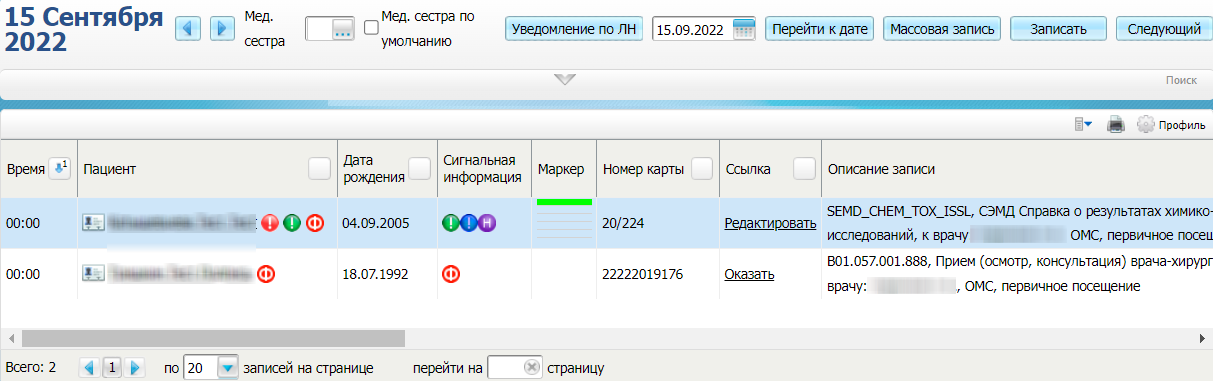 15 Сентября
2022
Мед.
сестра
...
Мед. сестра по
умолчанию
Уведомление по ЛН
15.09.2022
Перейти к дате
Массовая запись
Записать
Следующий
Поиск
Профиль
Время
1
Пациент
Дата
рождения
Сигнальная
информация
Маркер
Номер карты
Ссылка
Описание записи
00:00
! ! Ф
04.09.2005
! ! Н
20/224
Редактировать
SEMD_CHEM_TOX_ISSL, СЭМД Справка о результатах химико-
исследований, к врачу ОМС, первичное посещ
00:00
Ф
18.07.1992
Ф
22222019176
Оказать
B01.057.001.888, Прием (осмотр, консультация) врача-хирург
врачу: , ОМС, первичное посещение
Всего: 2
1
по 20 записей на странице
перейти на страницу